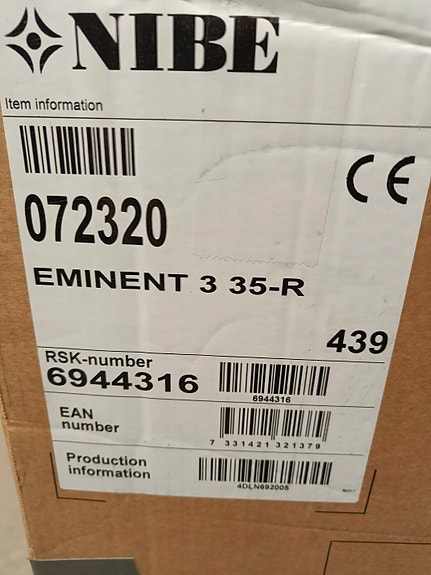 NIBE
Item information
072320
CE
EMINENT 3 35-R
439
RSK-number
6944316
6944316
EAN
number
7 331421 321379
Production
information
4DLN692005